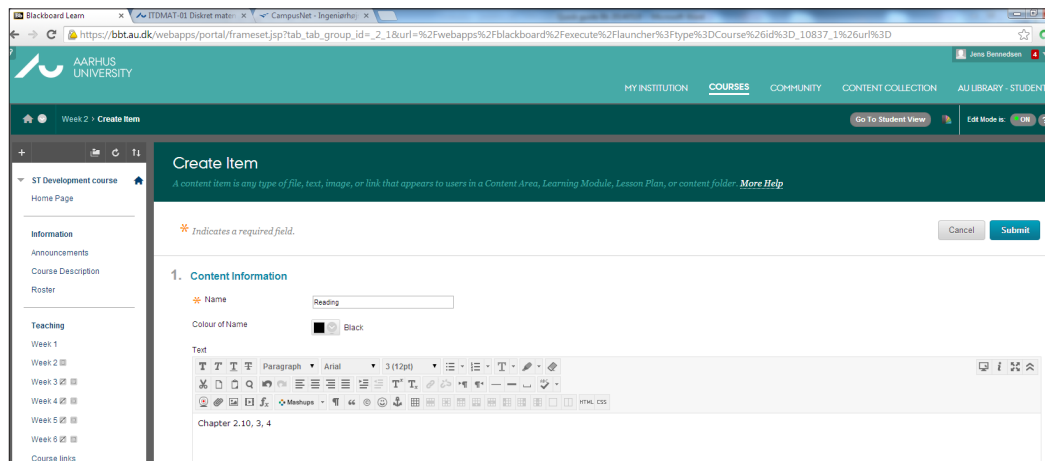 Blackboard Learn
ITDMAT-01 Diskret mater
CampusNet - Ingeniørhøj
https://bbt.au.dk/webapps/portal/frameset.jsp?tab_tab_group_id=_2_1&url=%2Fwebapps%2Fblackboard%2Fexecute%2Flauncher%3Ftype%3DCourse%26id%3D_10837_1%26url%3D
AARHUS
UNIVERSITY
Jens Bennedsen 4
MY INSTITUTION COURSES COMMUNITY CONTENT COLLECTION AU LIBRARY - STUDENT
Week 2 > Create Item
Go To Student View
Edit Mode is: ON ?
Create Item
A content item is any type of file, text, image, or link that appears to users in a Content Area, Learning Module, Lesson Plan, or content folder. More Help
ST Development course
Home Page
Information
Announcements
Course Description
Roster
Teaching
Week 1
Week 2
Week 3
Week 4
Week 5
Week 6
Course links
Indicates a required field.
Cancel Submit
1. Content Information
Name
Reading
Colour of Name
Black
Text
T T T T Paragraph Arial 3 (12pt)
Mashups
HTML CSS
Chapter 2.10, 3, 4